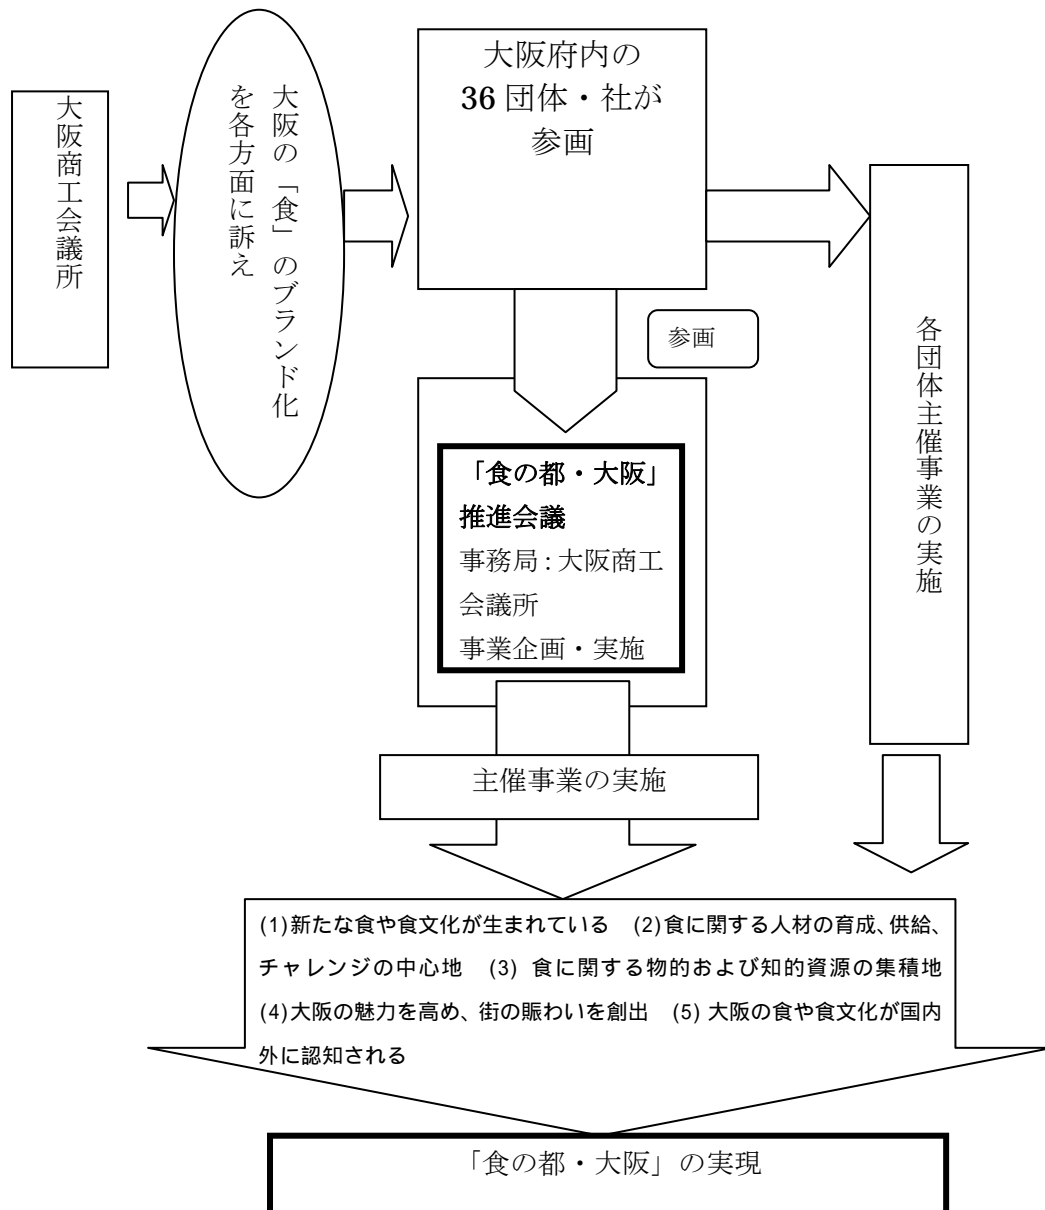 大阪商工会議所
大阪の「食」のブランド化
を各方面に訴え
大阪府内の
36 団体・社が
参画
参画
各団体主催事業の実施
「食の都・大阪」
推進会議
事務局：大阪商工
会議所
事業企画・実施
主催事業の実施
(1)新たな食や食文化が生まれている　(2)食に関する人材の育成、供給、
チャレンジの中心地　(3) 食に関する物的および知的資源の集積地
(4)大阪の魅力を高め、街の賑わいを創出　(5) 大阪の食や食文化が国内
外に認知される
「食の都・大阪」の実現